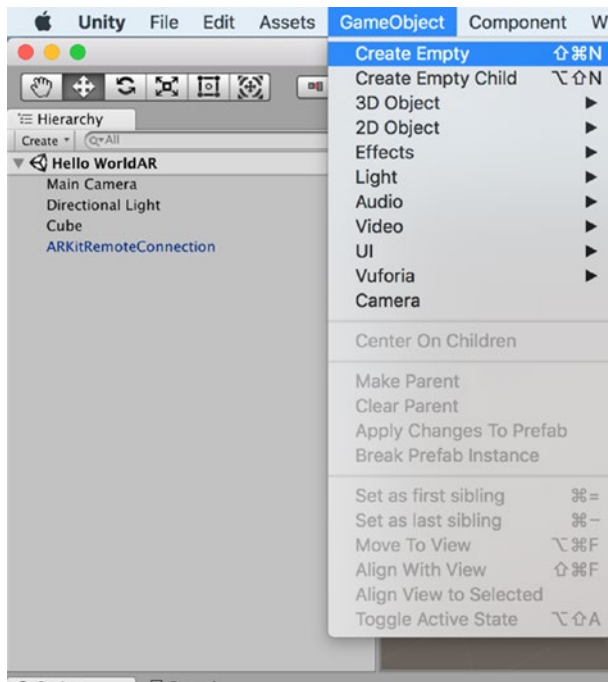 Unity File Edit Assets GameObject Component W
Hierarchy
Create All
Hello WorldAR
Main Camera
Directional Light
Cube
ARKitRemoteConnection
Create Empty ⇧⌘N
Create Empty Child ⌥⇧N
3D Object
2D Object
Effects
Light
Audio
Video
UI
Vuforia
Camera
Center On Children
Make Parent
Clear Parent
Apply Changes To Prefab
Break Prefab Instance
Set as first sibling ⌘=
Set as last sibling ⌘-
Move To View ⌥⌘F
Align With View ⇧⌘F
Align View to Selected
Toggle Active State ⌥⇧A